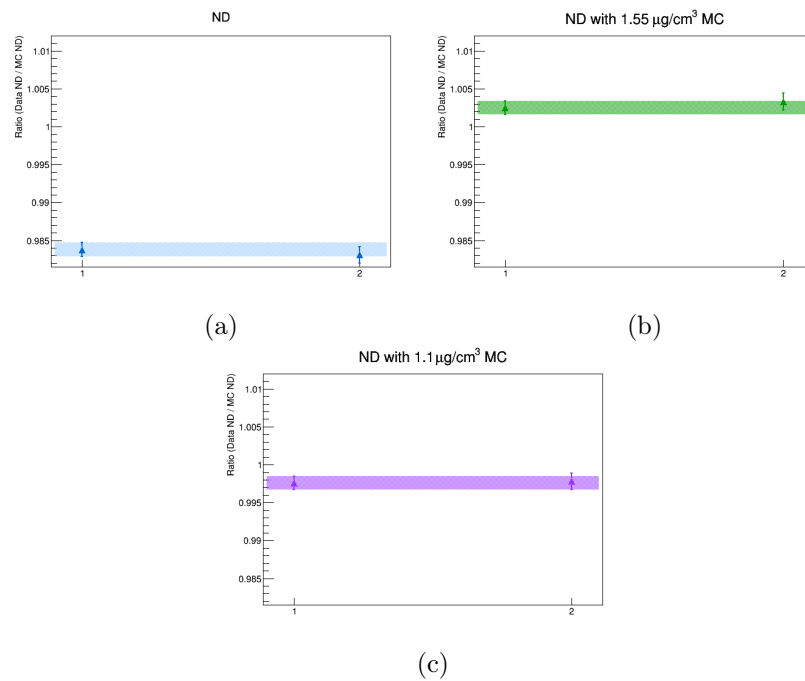 ND
Ratio (Data ND / MC ND)
1.01
1.005
1
0.995
0.99
0.985
1 2
(a)
ND with 1.55 μg/cm³ MC
Ratio (Data ND / MC ND)
1.01
1.005
1
0.995
0.99
0.985
1 2
(b)
ND with 1.1 μg/cm³ MC
Ratio (Data ND / MC ND)
1.01
1.005
1
0.995
0.99
0.985
1 2
(c)